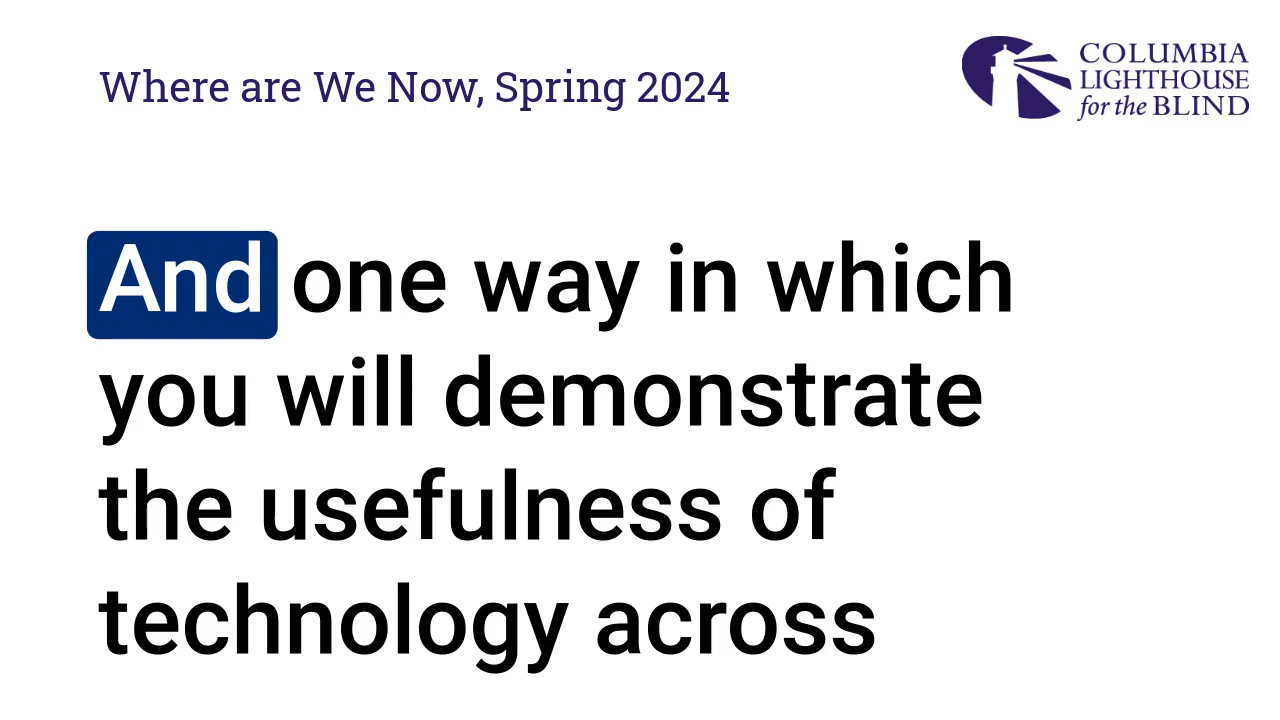 Where are We Now, Spring 2024
COLUMBIA
LIGHTHOUSE
for the BLIND
And one way in which
you will demonstrate
the usefulness of
technology across